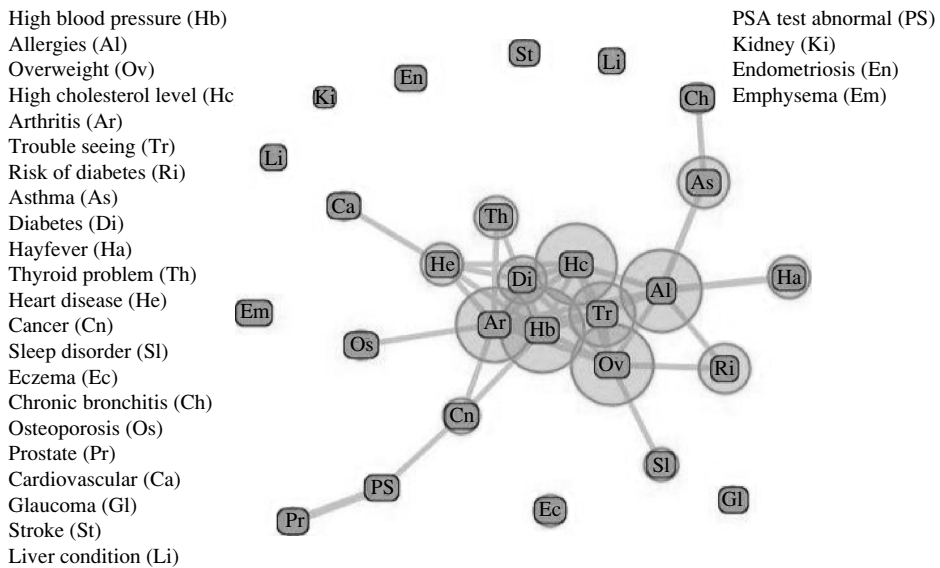 High blood pressure (Hb)
Allergies (Al)
Overweight (Ov)
High cholesterol level (Hc
Arthritis (Ar)
Trouble seeing (Tr)
Risk of diabetes (Ri)
Asthma (As)
Diabetes (Di)
Hayfever (Ha)
Thyroid problem (Th)
Heart disease (He)
Cancer (Cn)
Sleep disorder (Sl)
Eczema (Ec)
Chronic bronchitis (Ch)
Osteoporosis (Os)
Prostate (Pr)
Cardiovascular (Ca)
Glaucoma (Gl)
Stroke (St)
Liver condition (Li)
PSA test abnormal (PS)
Kidney (Ki)
Endometriosis (En)
Emphysema (Em)
St
Li
En
Ki
Ch
Li
As
Ca
Th
He
Hc
Di
Ha
Al
Em
Tr
Ar
Hb
Os
Ov
Ri
Cn
Sl
PS
Gl
Ec
Pr